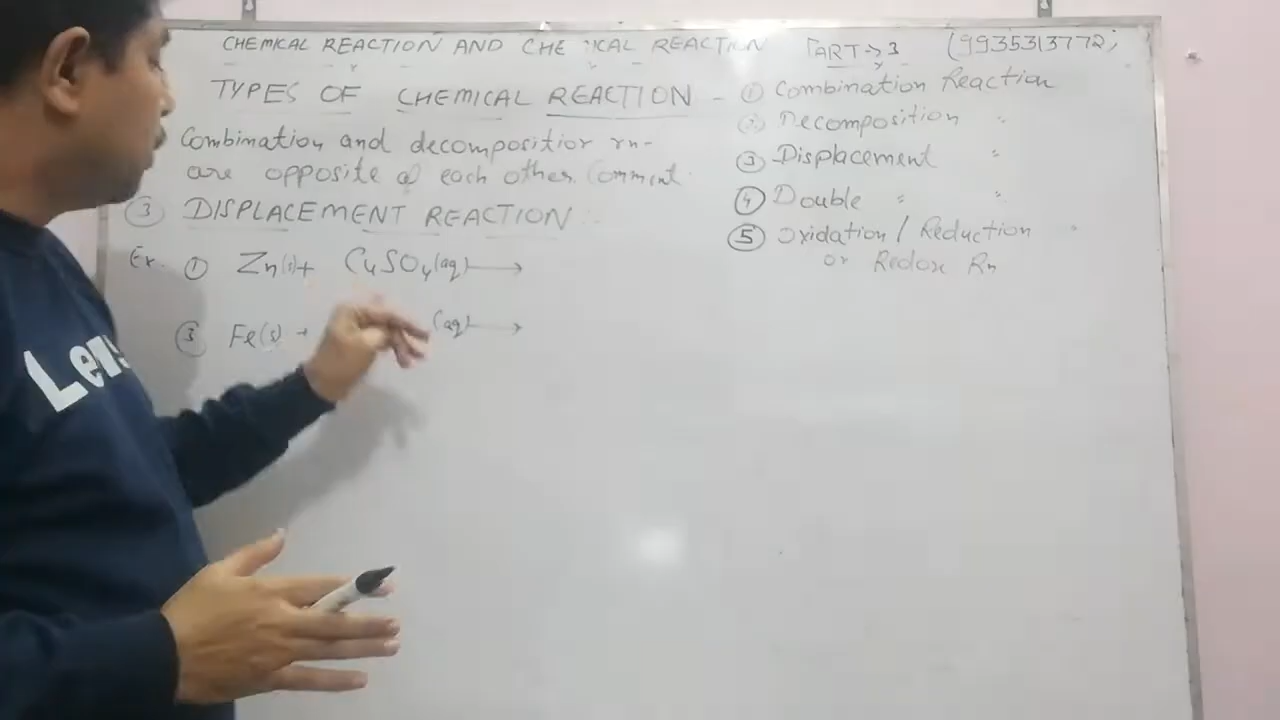 CHEMICAL REACTION AND CHE ICAL REACTION PART → 3 (9935313772)
TYPES OF CHEMICAL REACTION -
① Combination Reaction
② Decomposition "
③ Displacement "
④ Double " "
⑤ Oxidation / Reduction
or Redox Rn
Combination and decomposition rn-
are opposite of each other. Comment.
③ DISPLACEMENT REACTION :-
Ex. ① Zn(s) + CuSO₄(aq) ⟶
③ Fe(s) + (aq) ⟶
Lev